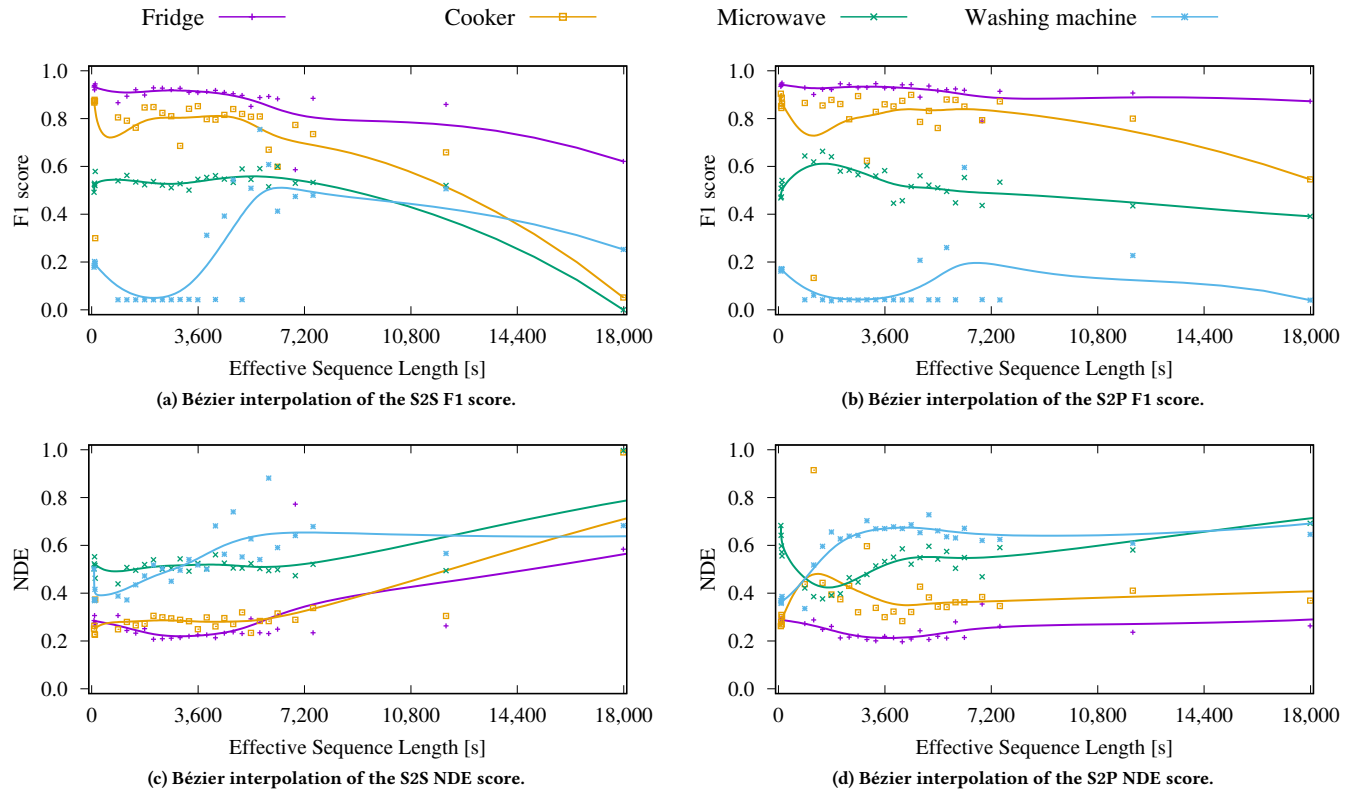 Fridge Cooker Microwave Washing machine
1.0
0.8
0.6
0.4
0.2
0.0
F1 score
0 3,600 7,200 10,800 14,400 18,000
Effective Sequence Length [s]
(a) Bézier interpolation of the S2S F1 score.
1.0
0.8
0.6
0.4
0.2
0.0
F1 score
0 3,600 7,200 10,800 14,400 18,000
Effective Sequence Length [s]
(b) Bézier interpolation of the S2P F1 score.
1.0
0.8
0.6
0.4
0.2
0.0
NDE
0 3,600 7,200 10,800 14,400 18,000
Effective Sequence Length [s]
(c) Bézier interpolation of the S2S NDE score.
1.0
0.8
0.6
0.4
0.2
0.0
NDE
0 3,600 7,200 10,800 14,400 18,000
Effective Sequence Length [s]
(d) Bézier interpolation of the S2P NDE score.